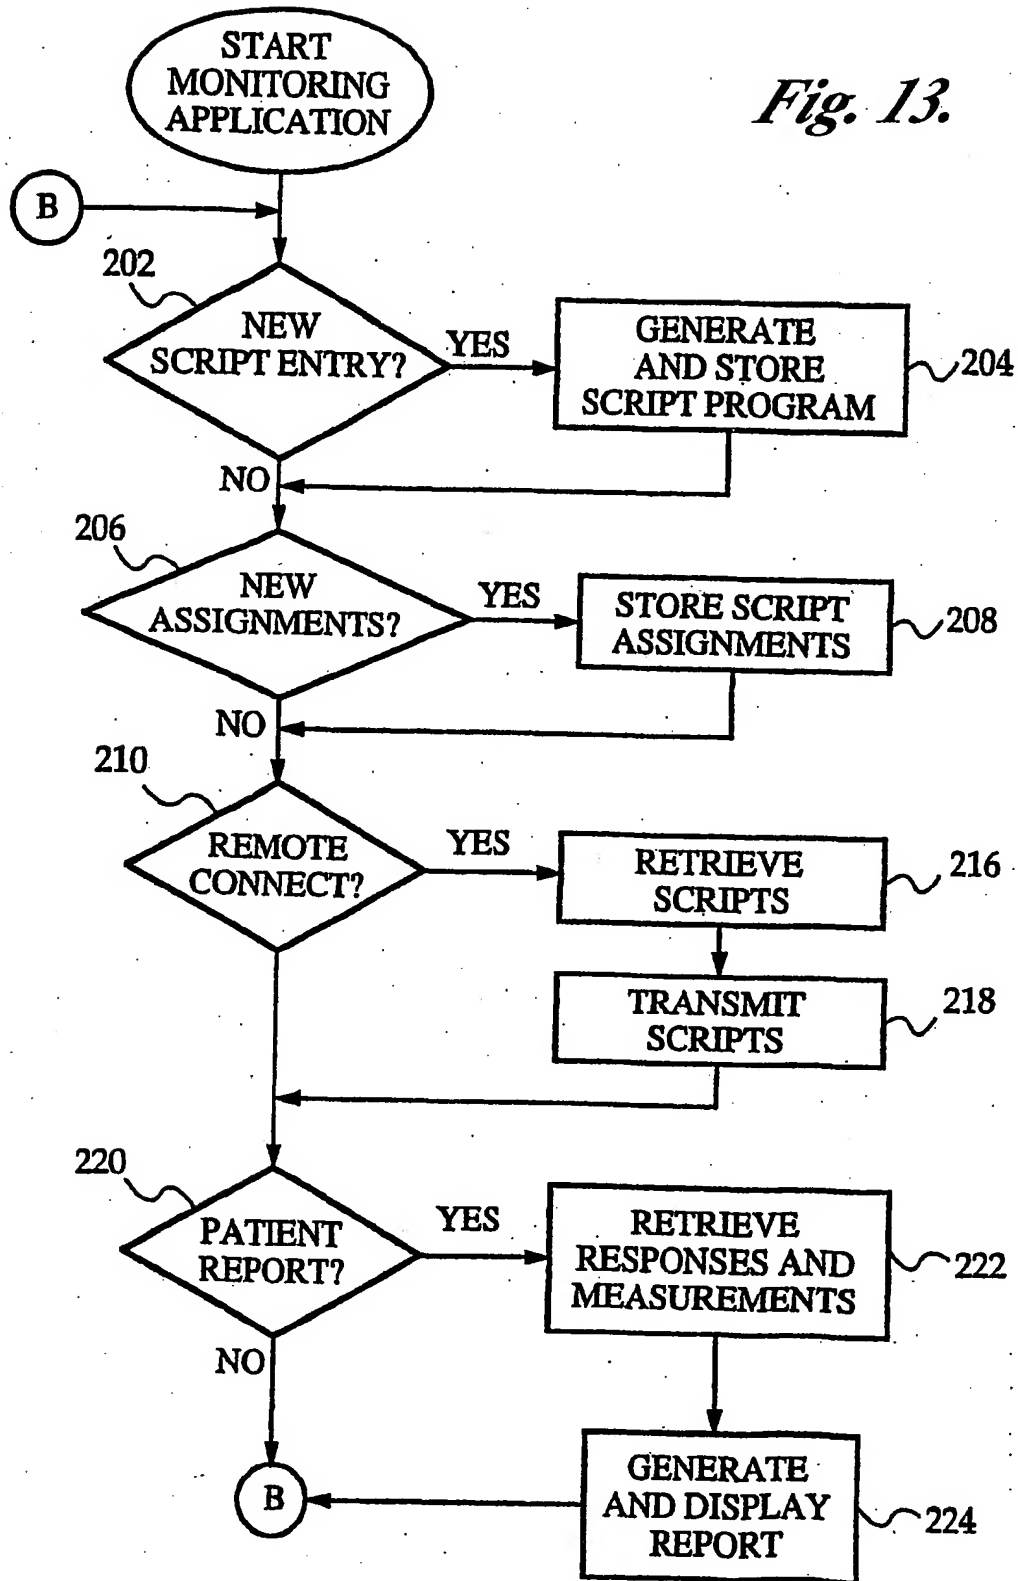 START
MONITORING
APPLICATION
Fig. 13.
B
202
NEW
SCRIPT ENTRY?
YES
GENERATE
AND STORE
SCRIPT PROGRAM
204
NO
206
NEW
ASSIGNMENTS?
YES
STORE SCRIPT
ASSIGNMENTS
208
NO
210
REMOTE
CONNECT?
YES
RETRIEVE
SCRIPTS
216
TRANSMIT
SCRIPTS
218
220
PATIENT
REPORT?
YES
RETRIEVE
RESPONSES AND
MEASUREMENTS
222
NO
B
GENERATE
AND DISPLAY
REPORT
224